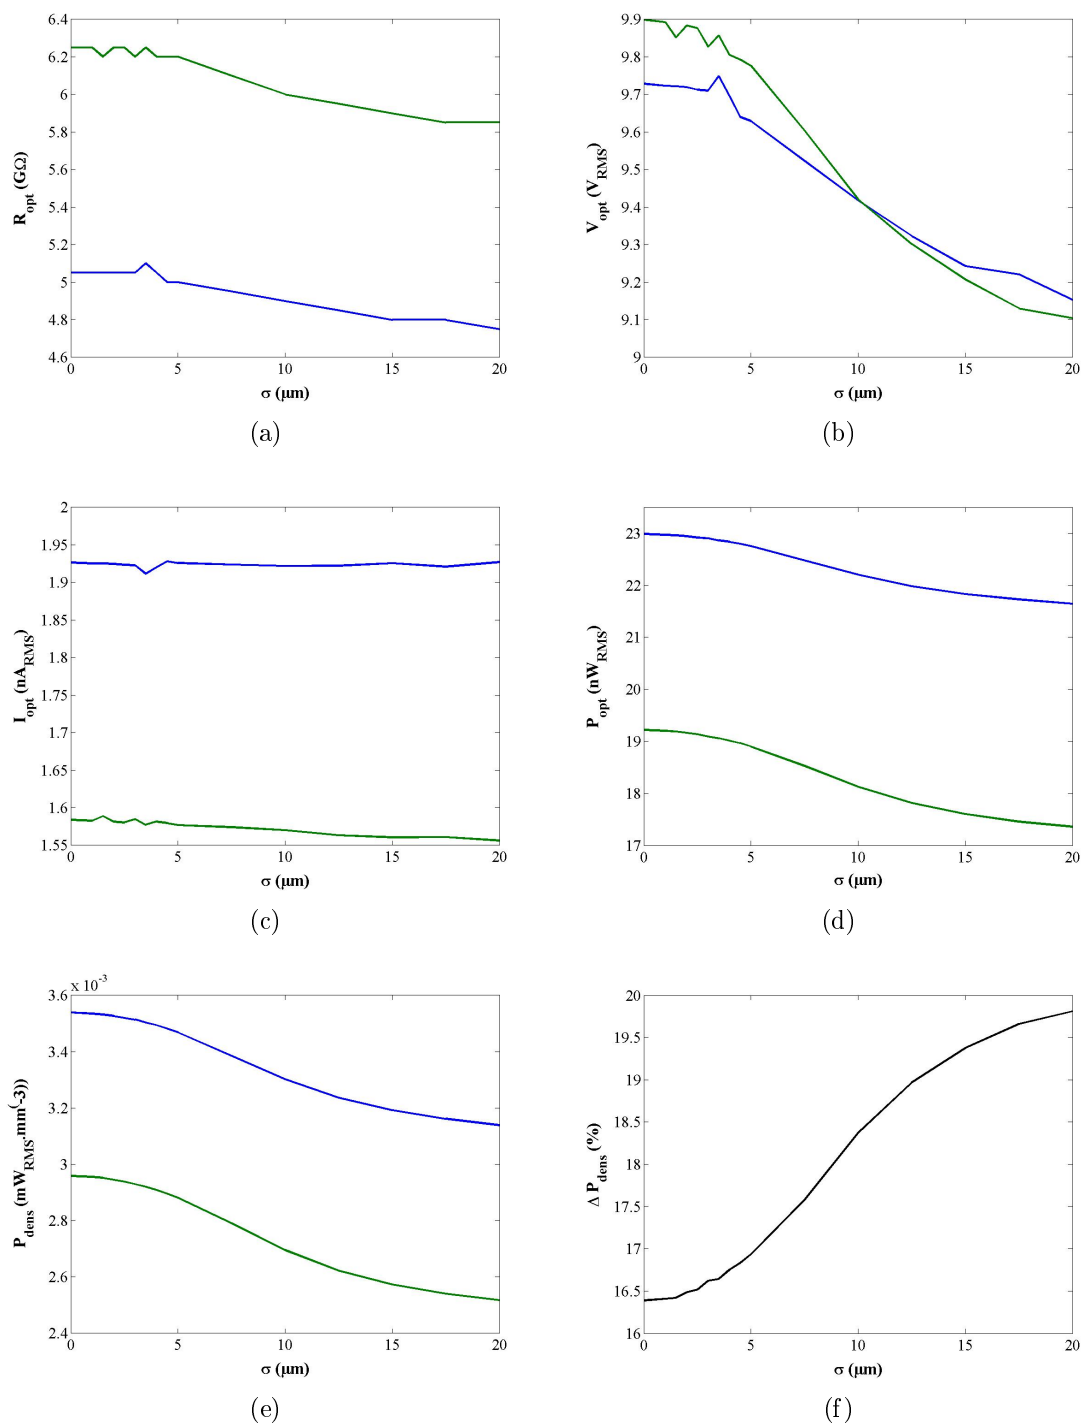 6.4
6.2
6
5.8
5.6
5.4
5.2
5
4.8
4.6
R_opt (GΩ)
0 5 10 15 20
σ (µm)
(a)
9.9
9.8
9.7
9.6
9.5
9.4
9.3
9.2
9.1
9
V_opt (V_RMS)
0 5 10 15 20
σ (µm)
(b)
2
1.95
1.9
1.85
1.8
1.75
1.7
1.65
1.6
1.55
I_opt (nA_RMS)
0 5 10 15 20
σ (µm)
(c)
23
22
21
20
19
18
17
P_opt (nW_RMS)
0 5 10 15 20
σ (µm)
(d)
x 10^-3
3.6
3.4
3.2
3
2.8
2.6
2.4
P_dens (mW_RMS.mm^(-3))
0 5 10 15 20
σ (µm)
(e)
20
19.5
19
18.5
18
17.5
17
16.5
16
Δ P_dens (%)
0 5 10 15 20
σ (µm)
(f)